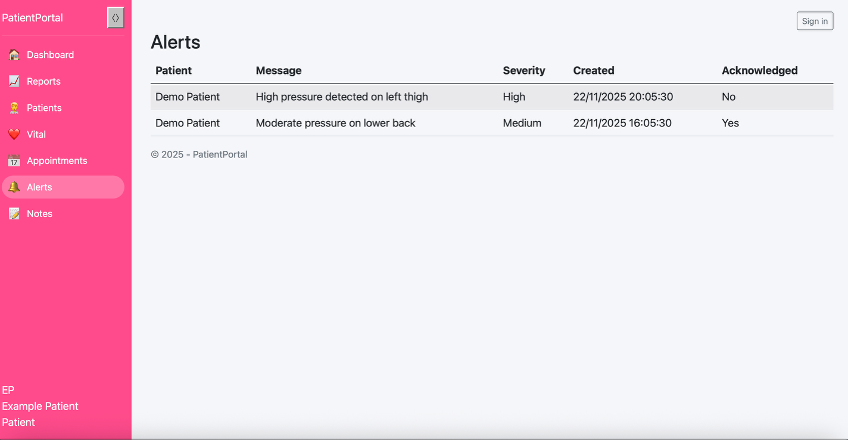 PatientPortal
Sign in
Dashboard
Reports
Patients
Vital
Appointments
Alerts
Notes
EP
Example Patient
Patient
Alerts
Patient Message Severity Created Acknowledged
Demo Patient High pressure detected on left thigh High 22/11/2025 20:05:30 No
Demo Patient Moderate pressure on lower back Medium 22/11/2025 16:05:30 Yes
© 2025 - PatientPortal